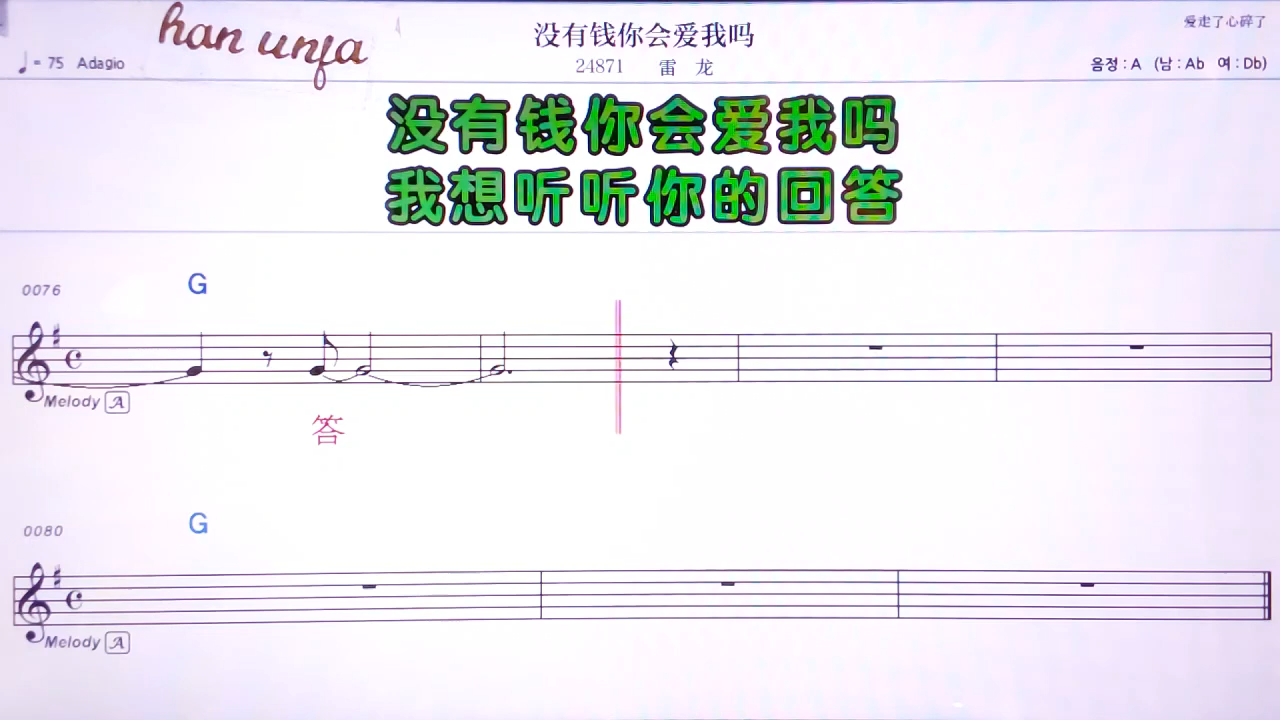 han unfa
没有钱你会爱我吗
爱走了心碎了
♩= 75 Adagio
24871 雷 龙
음정 : A (남 : Ab 여 : Db)
没有钱你会爱我吗
我想听听你的回答
0076
G
Melody A
答
0080
G
Melody A